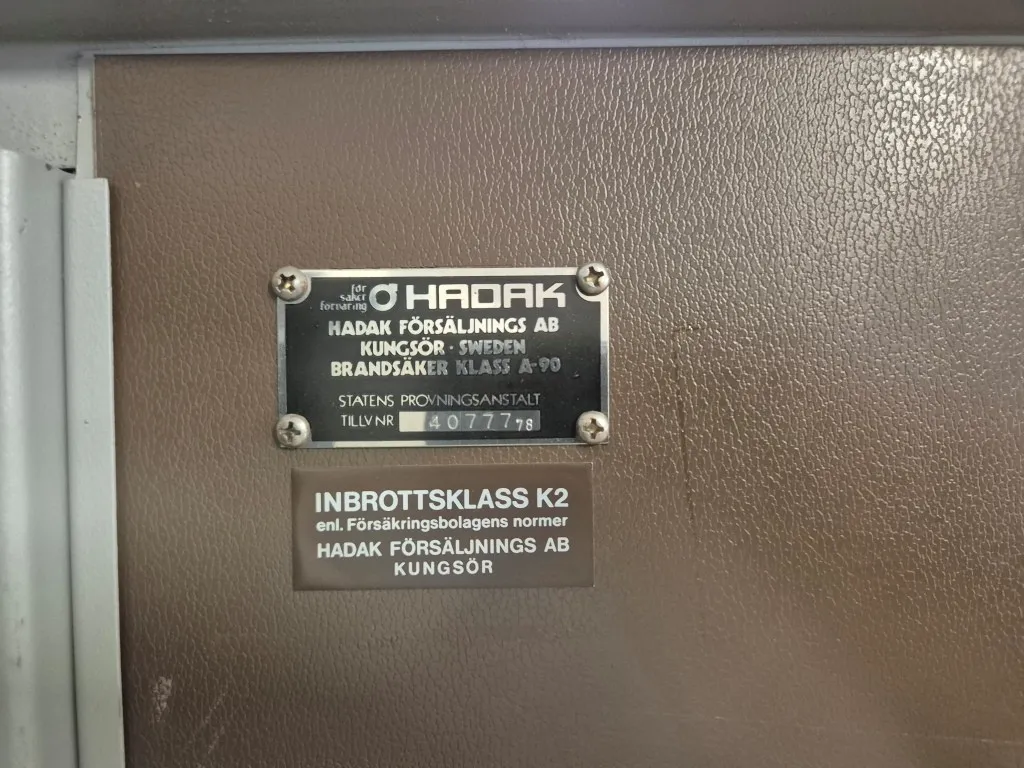 för
säker
förvaring
HADAK
HADAK FÖRSÄLJNINGS AB
KUNGSÖR · SWEDEN
BRANDSÄKER KLASS A-90
STATENS PROVNINGSANSTALT
TILLV NR 40777 78
INBROTTSKLASS K2
enl. Försäkringsbolagens normer
HADAK FÖRSÄLJNINGS AB
KUNGSÖR